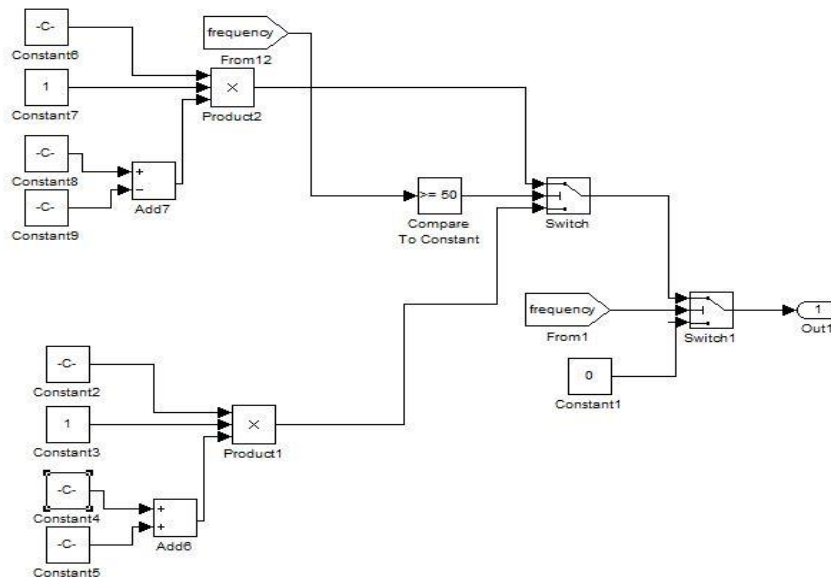 -C-
Constant6
frequency
From12
1
Constant7
×
Product2
-C-
Constant8
+
−
Add7
-C-
Constant9
>= 50
Compare
To Constant
Switch
frequency
From1
Switch1
1
Out1
0
Constant1
-C-
Constant2
1
Constant3
×
Product1
-C-
Constant4
+
+
Add6
-C-
Constant5